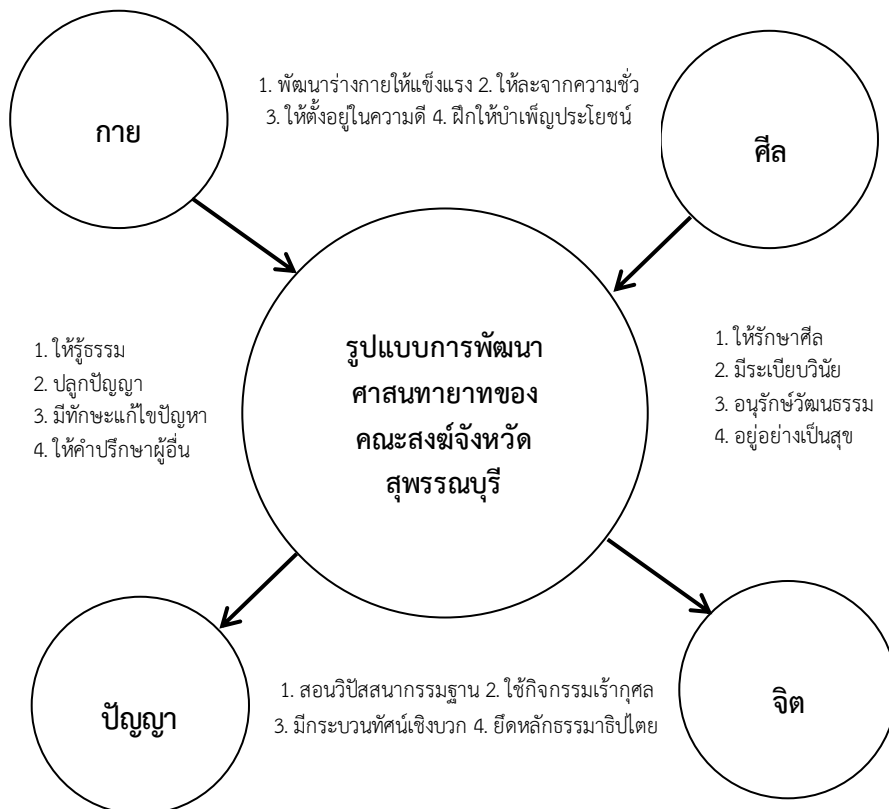 1. พัฒนาร่างกายให้แข็งแรง 2. ให้ละจากความชั่ว
3. ให้ตั้งอยู่ในความดี 4. ฝึกให้บำเพ็ญประโยชน์
กาย
ศีล
รูปแบบการพัฒนา
ศาสนทายาทของ
คณะสงฆ์จังหวัด
สุพรรณบุรี
1. ให้รู้ธรรม
2. ปลูกปัญญา
3. มีทักษะแก้ไขปัญหา
4. ให้คำปรึกษาผู้อื่น
1. ให้รักษาศีล
2. มีระเบียบวินัย
3. อนุรักษ์วัฒนธรรม
4. อยู่อย่างเป็นสุข
ปัญญา
1. สอนวิปัสสนากรรมฐาน 2. ใช้กิจกรรมเร้ากุศล
3. มีกระบวนทัศน์เชิงบวก 4. ยึดหลักธรรมาธิปไตย
จิต